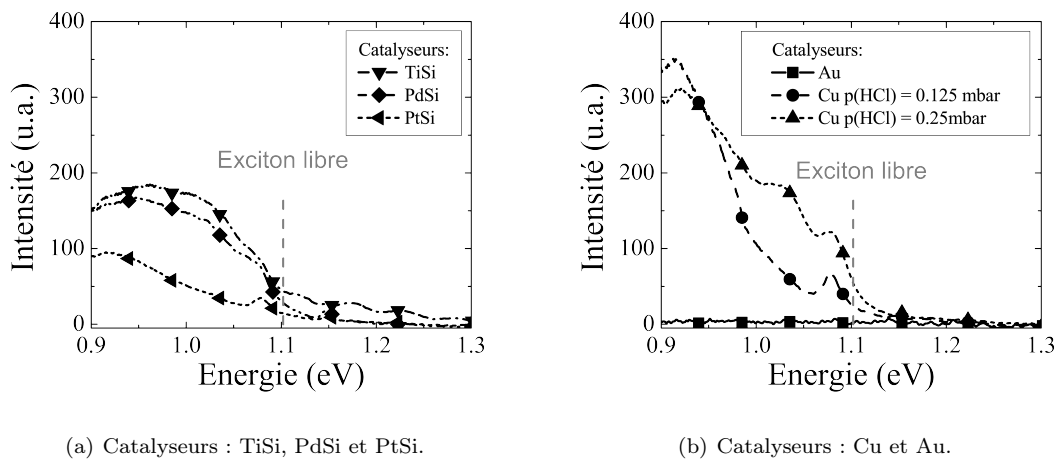 400
300
200
100
0
Intensité (u.a.)
Catalyseurs:
TiSi
PdSi
PtSi
Exciton libre
0.9 1.0 1.1 1.2 1.3
Energie (eV)
(a) Catalyseurs : TiSi, PdSi et PtSi.
400
300
200
100
0
Intensité (u.a.)
Catalyseurs:
Au
Cu p(HCl) = 0.125 mbar
Cu p(HCl) = 0.25mbar
Exciton libre
0.9 1.0 1.1 1.2 1.3
Energie (eV)
(b) Catalyseurs : Cu et Au.